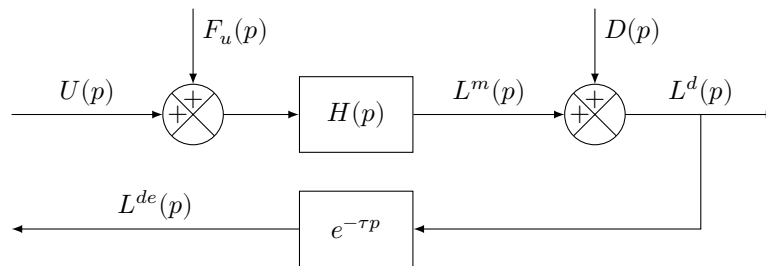 F_u(p)
D(p)
U(p)
+
+
H(p)
L^m(p)
+
+
L^d(p)
L^{de}(p)
e^{-τp}